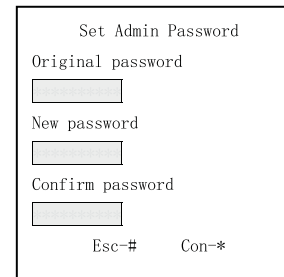 Set Admin Password
Original password
**********
New password
**********
Confirm password
**********
Esc-# Con-*